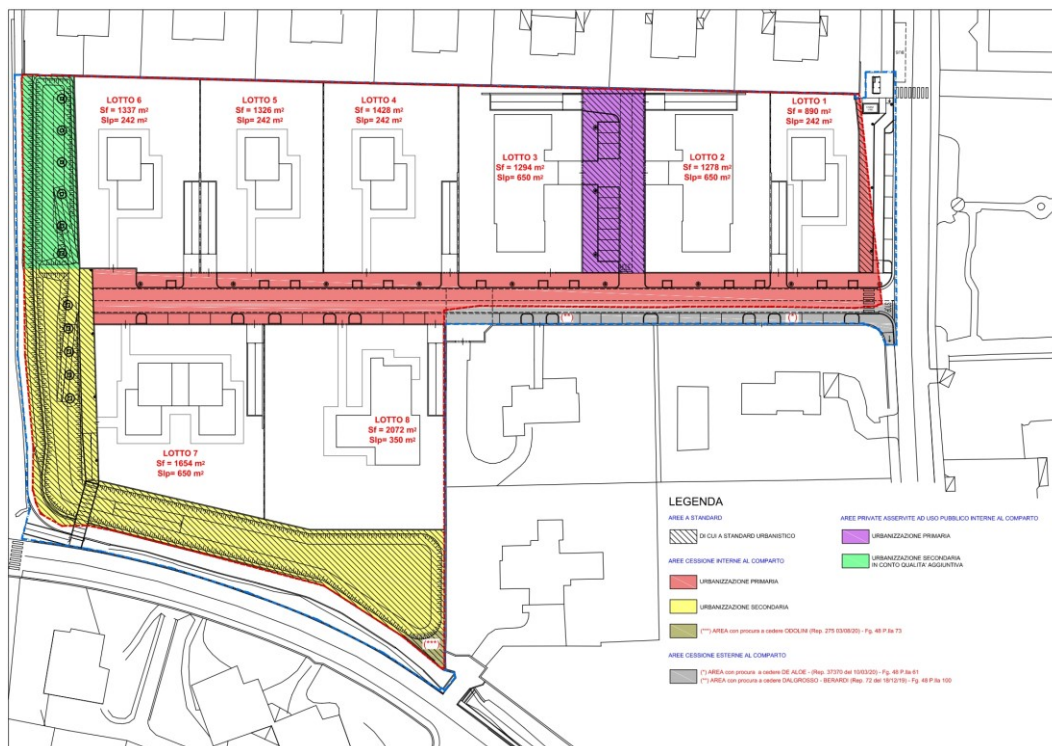 LOTTO 6
Sf = 1337 m²
Slp= 242 m²
LOTTO 5
Sf = 1326 m²
Slp= 242 m²
LOTTO 4
Sf = 1428 m²
Slp= 242 m²
LOTTO 1
Sf = 890 m²
Slp= 242 m²
LOTTO 3
Sf = 1294 m²
Slp= 650 m²
LOTTO 2
Sf = 1278 m²
Slp= 650 m²
(**)
(*)
LOTTO 8
Sf = 2072 m²
Slp= 350 m²
LOTTO 7
Sf = 1654 m²
Slp= 650 m²
(***)
LEGENDA
AREE A STANDARD
DI CUI A STANDARD URBANISTICO
AREE CESSIONE INTERNE AL COMPARTO
URBANIZZAZIONE PRIMARIA
URBANIZZAZIONE SECONDARIA
(***) AREA con procura a cedere ODOLINI (Rep. 275 03/08/20) - Fg. 46 P.lla 73
AREE CESSIONE ESTERNE AL COMPARTO
(*) AREA con procura a cedere DE ALOE - (Rep. 37370 del 10/03/20) - Fg. 46 P.lla 61
(**) AREA con procura a cedere DALGROSSO - BERARDI (Rep. 72 del 18/12/19) - Fg. 46 P.lla 100
AREE PRIVATE ASSERVITE AD USO PUBBLICO INTERNE AL COMPARTO
URBANIZZAZIONE PRIMARIA
URBANIZZAZIONE SECONDARIA
IN CONTO QUALITA' AGGIUNTIVA